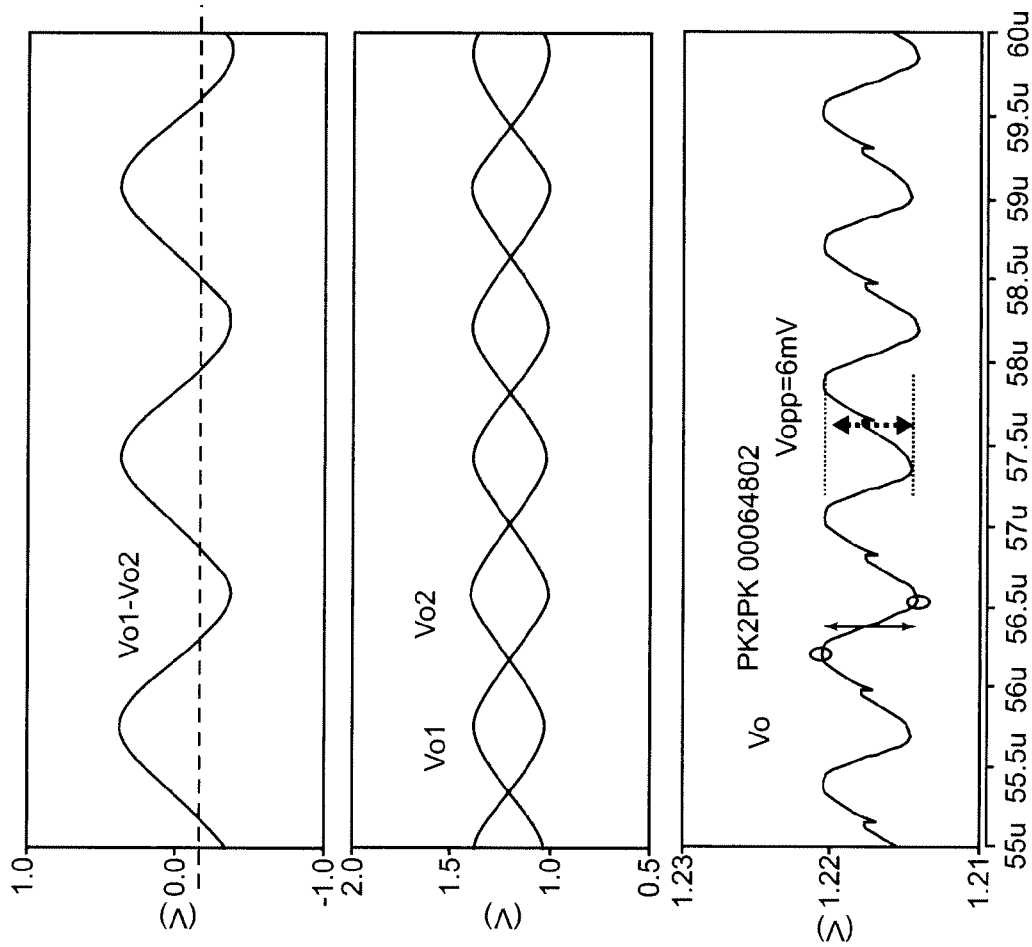 1.0
(V) 0.0
-1.0
Vo1-Vo2
2.0
1.5
(V)
1.0
0.5
Vo1
Vo2
1.23
(V) 1.22
1.21
Vo
PK2PK 00064802
Vopp=6mV
55u 55.5u 56u 56.5u 57u 57.5u 58u 58.5u 59u 59.5u 60u